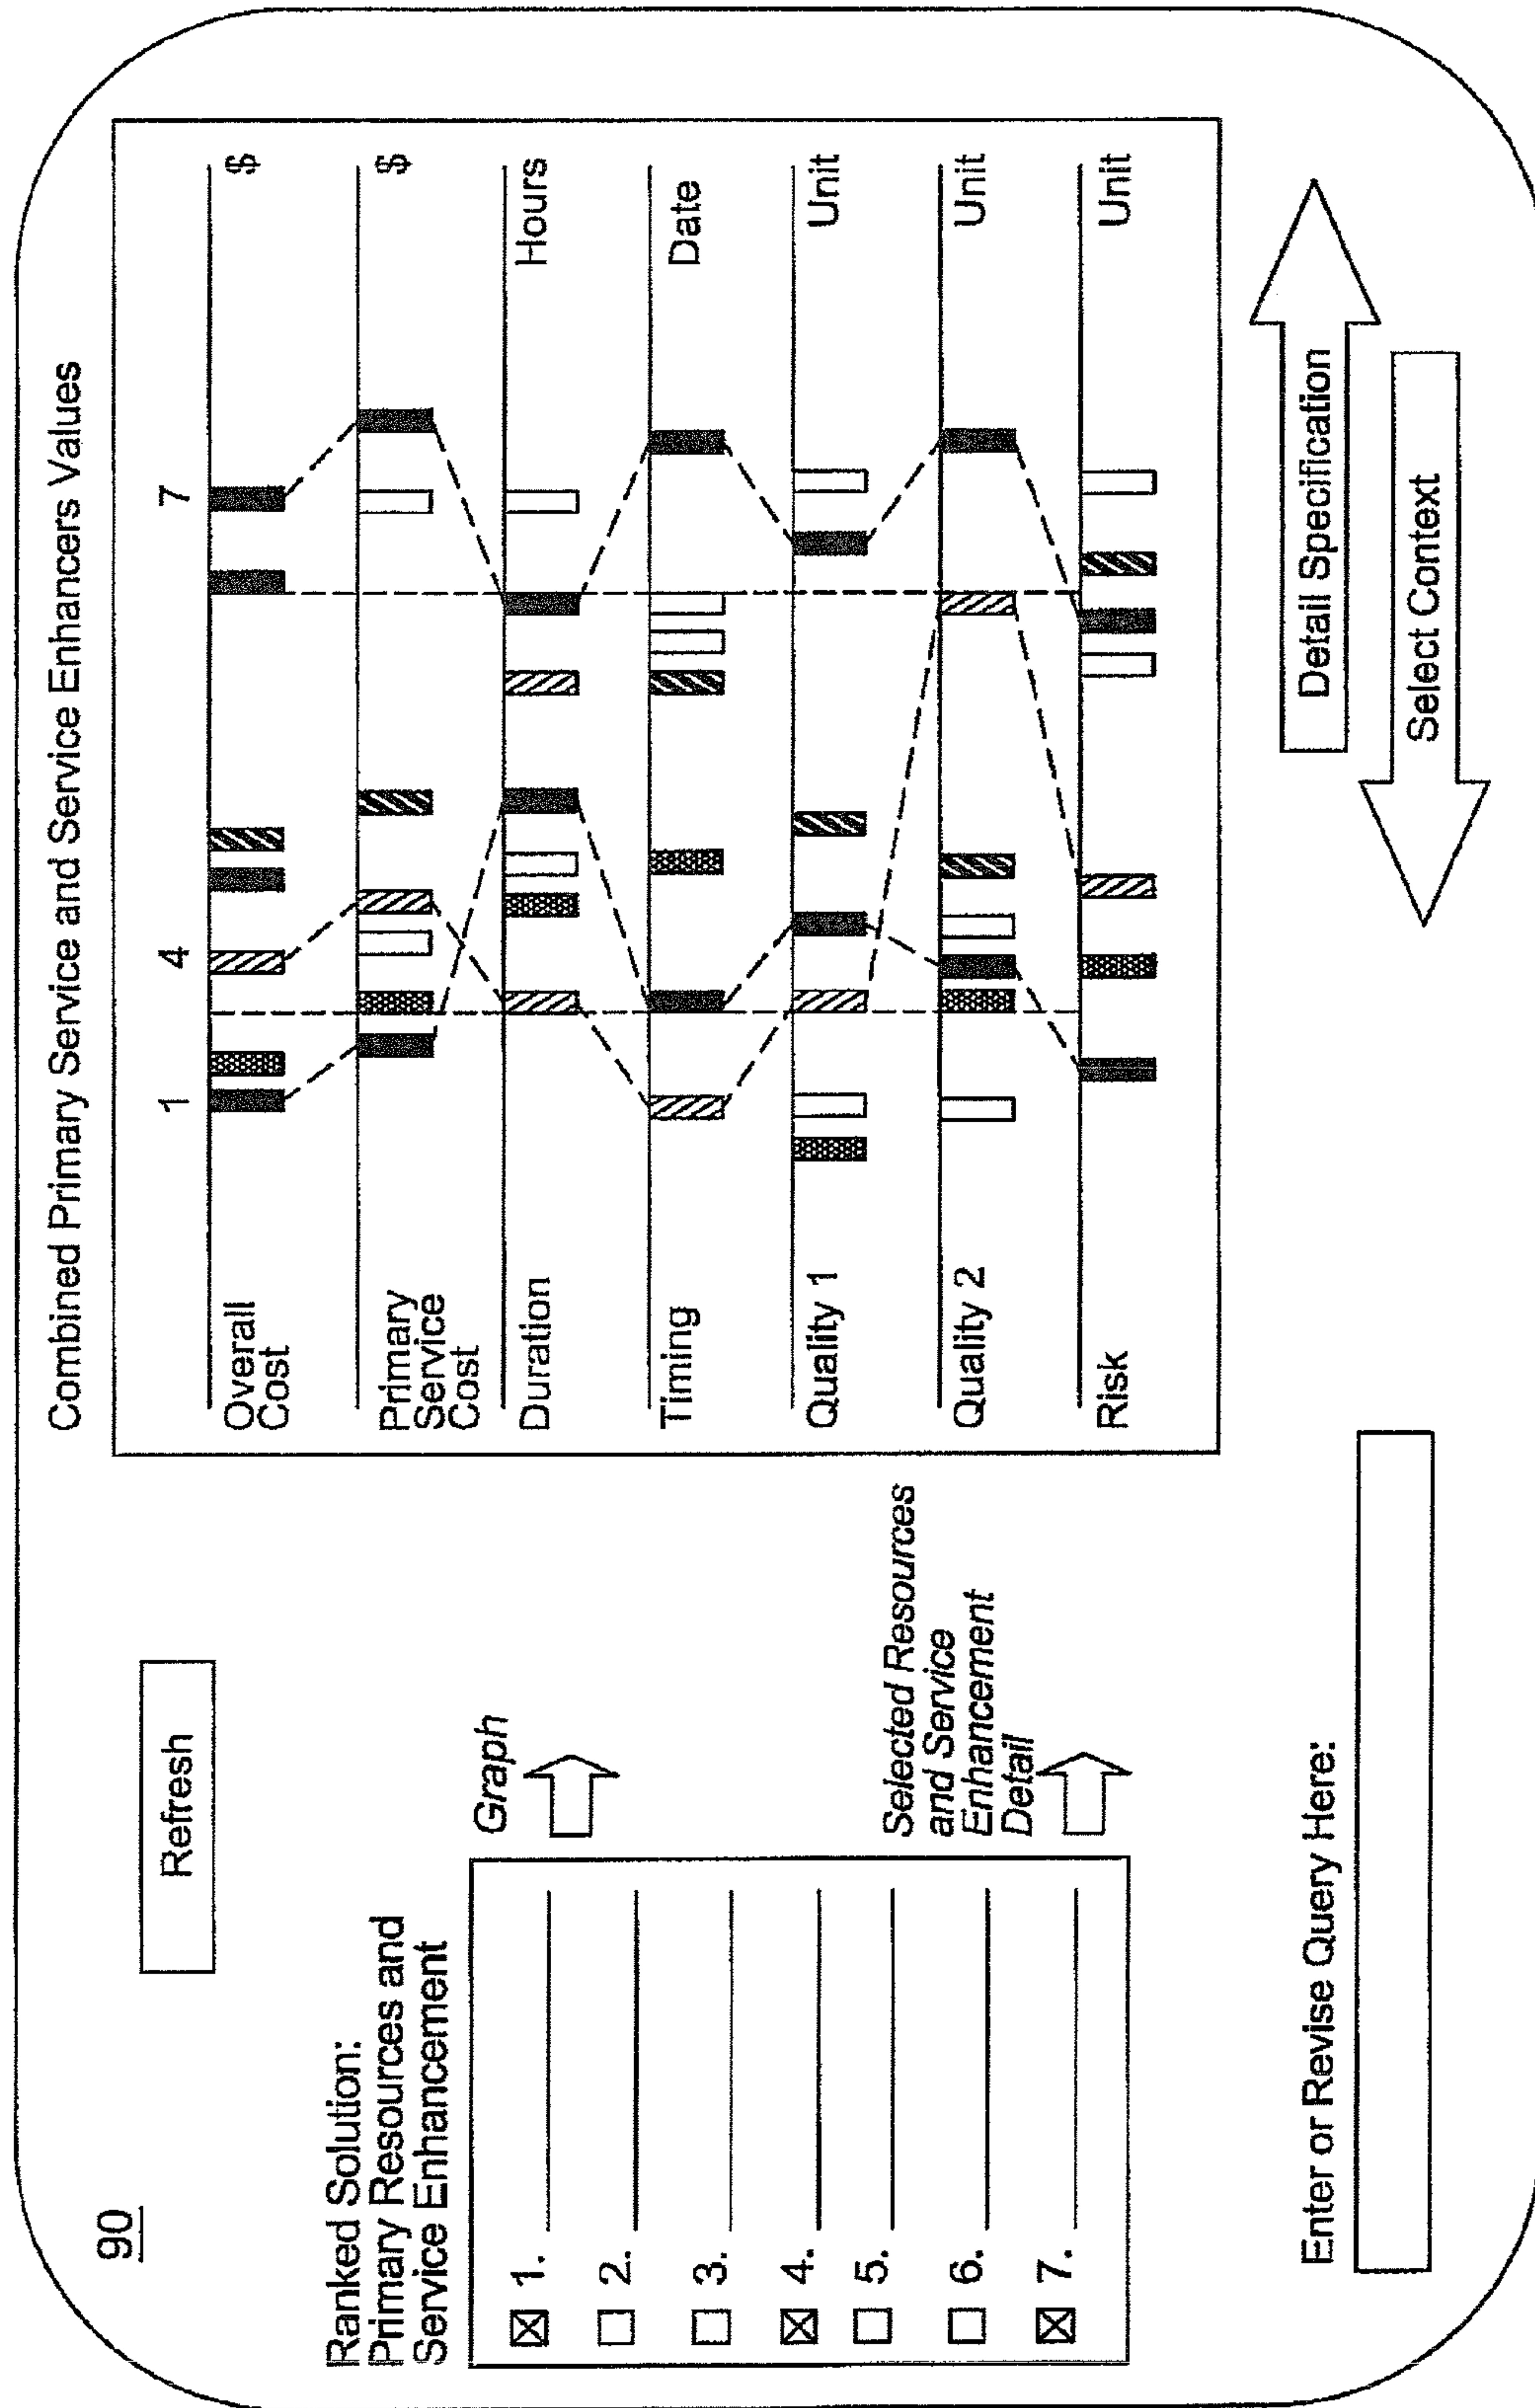 90
Refresh
Ranked Solution:
Primary Resources and
Service Enhancement
1.
2.
3.
4.
5.
6.
7.
Graph
Selected Resources
and Service
Enhancement
Detail
Enter or Revise Query Here:
Combined Primary Service and Service Enhancers Values
1
4
7
Overall
Cost
$
Primary
Service
Cost
$
Duration
Hours
Timing
Date
Quality 1
Unit
Quality 2
Unit
Risk
Unit
Detail Specification
Select Context